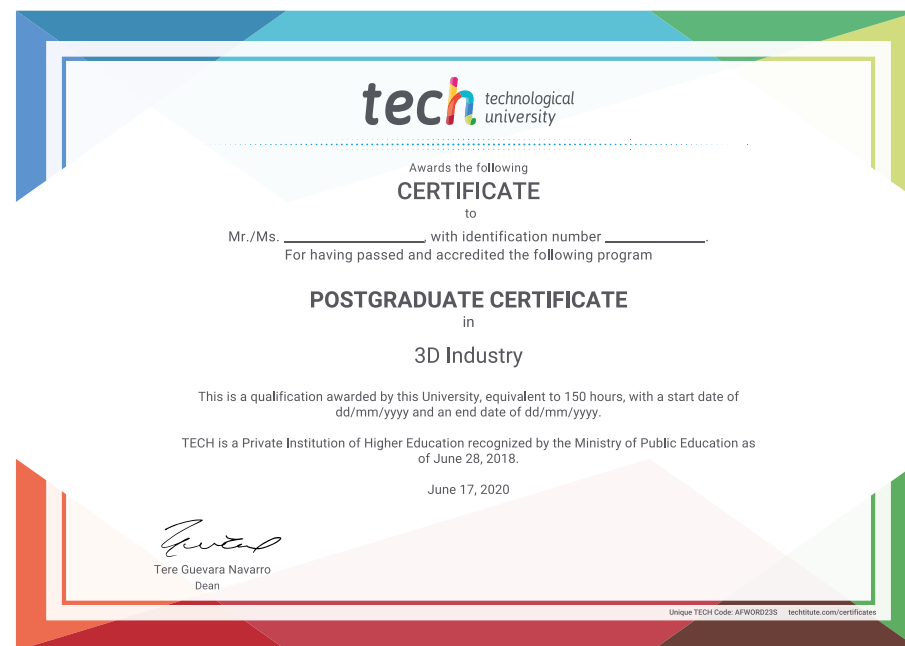 tech technological
university
Awards the following
CERTIFICATE
to
Mr./Ms. ____________________, with identification number ______________.
For having passed and accredited the following program
POSTGRADUATE CERTIFICATE
in
3D Industry
This is a qualification awarded by this University, equivalent to 150 hours, with a start date of
dd/mm/yyyy and an end date of dd/mm/yyyy.
TECH is a Private Institution of Higher Education recognized by the Ministry of Public Education as
of June 28, 2018.
June 17, 2020
Tere Guevara Navarro
Dean
Unique TECH Code: AFWORD23S techtitute.com/certificates